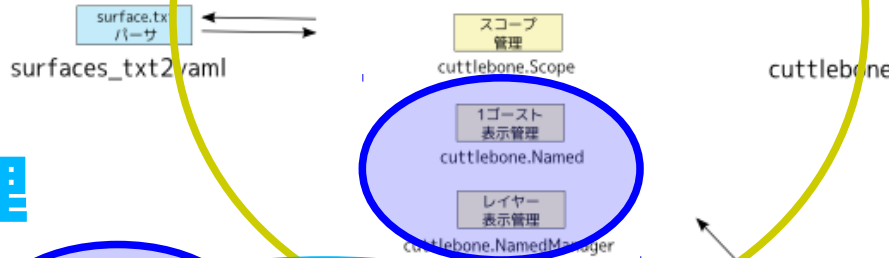 surface.txt
パーサ
surfaces_txt2yaml
スコープ
管理
cuttlebone.Scope
cuttlebone
1ゴースト
表示管理
cuttlebone.Named
レイヤー
表示管理
cuttlebone.NamedManager
理